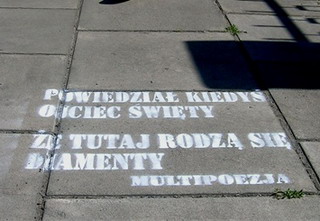 POWIEDZIAŁ KIEDYŚ
OJCIEC ŚWIĘTY
ŻE TUTAJ RODZĄ SIĘ
DIAMENTY
MULTIPOEZJA